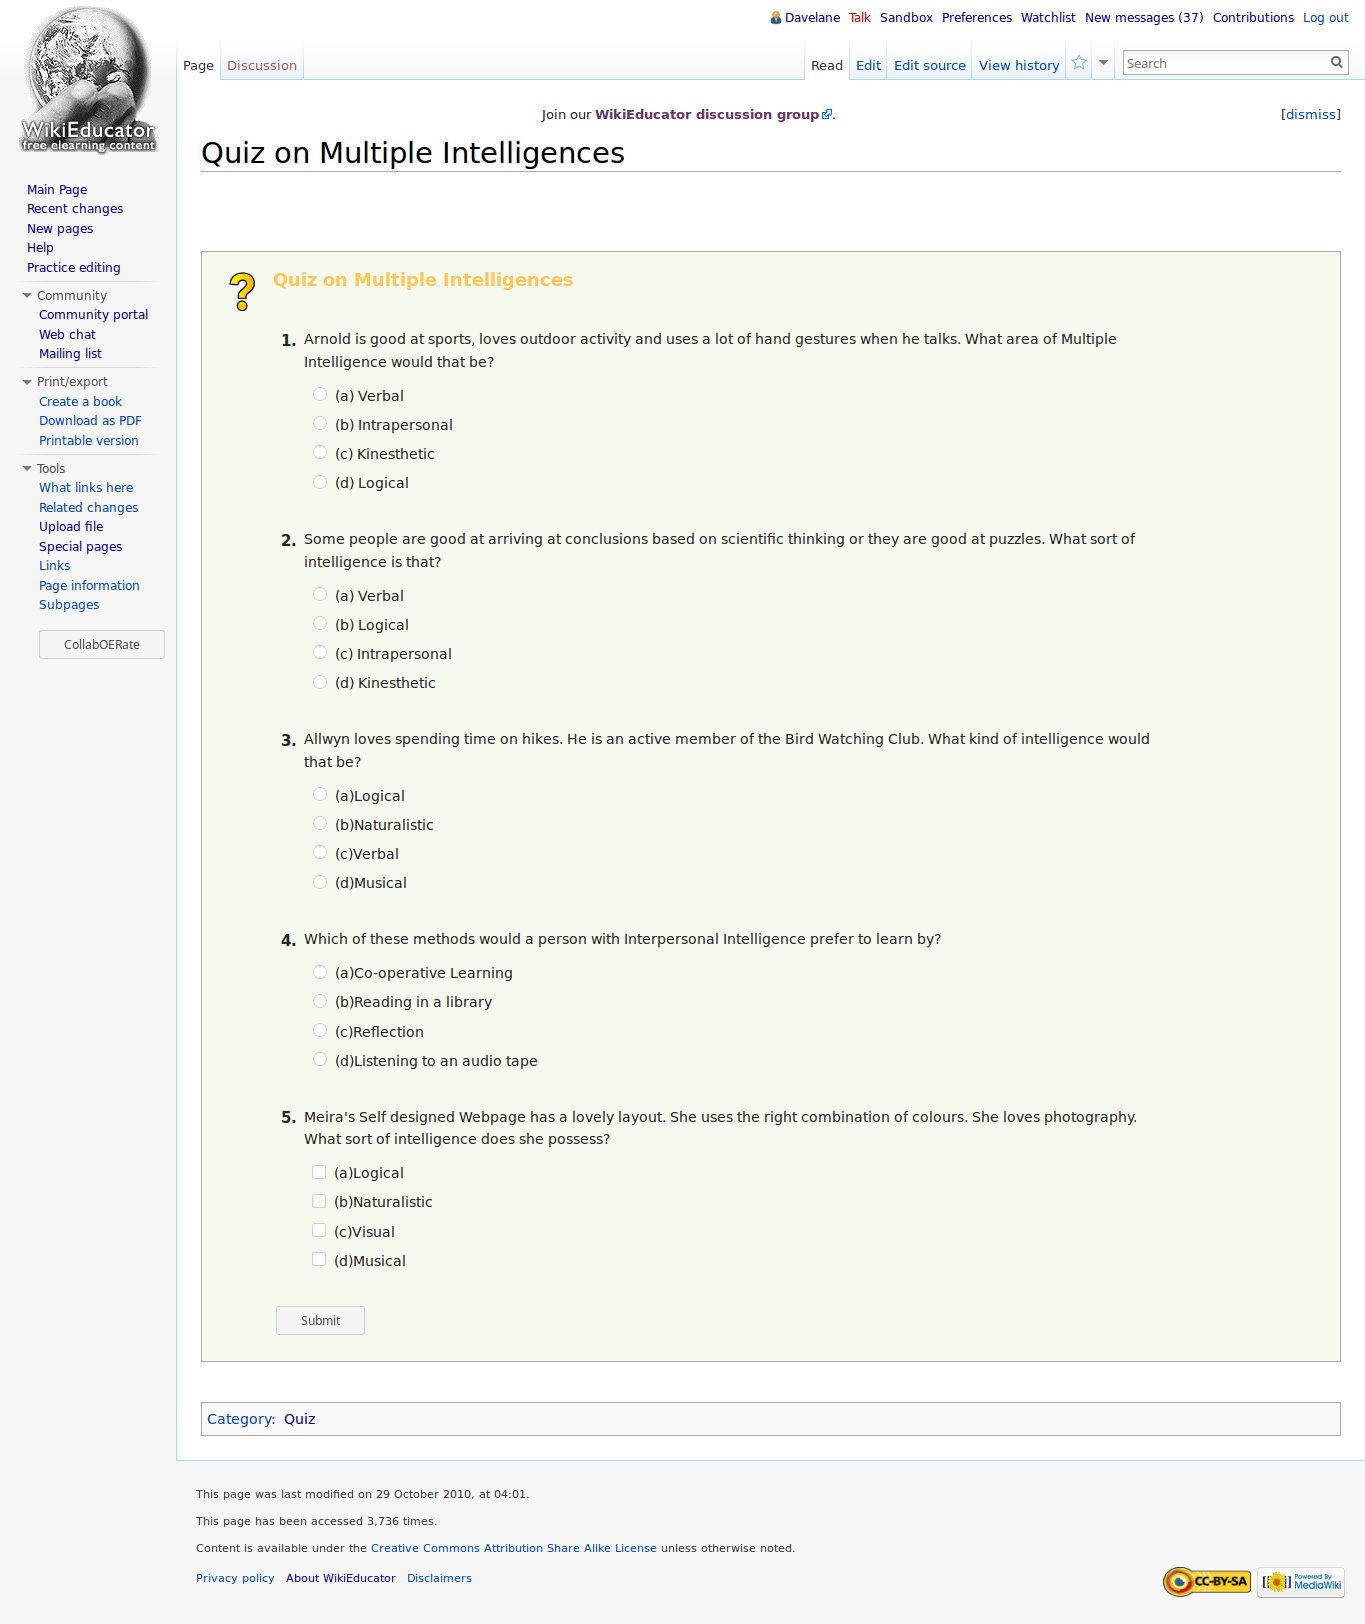 Davelane Talk Sandbox Preferences Watchlist New messages (37) Contributions Log out
Page Discussion Read Edit Edit source View history Search
WikiEducator
free elearning content
Join our WikiEducator discussion group. [dismiss]
Quiz on Multiple Intelligences
Main Page
Recent changes
New pages
Help
Practice editing
Community
Community portal
Web chat
Mailing list
Print/export
Create a book
Download as PDF
Printable version
Tools
What links here
Related changes
Upload file
Special pages
Links
Page information
Subpages
CollabOERate
? Quiz on Multiple Intelligences
1. Arnold is good at sports, loves outdoor activity and uses a lot of hand gestures when he talks. What area of Multiple
Intelligence would that be?
(a) Verbal
(b) Intrapersonal
(c) Kinesthetic
(d) Logical
2. Some people are good at arriving at conclusions based on scientific thinking or they are good at puzzles. What sort of
intelligence is that?
(a) Verbal
(b) Logical
(c) Intrapersonal
(d) Kinesthetic
3. Allwyn loves spending time on hikes. He is an active member of the Bird Watching Club. What kind of intelligence would
that be?
(a)Logical
(b)Naturalistic
(c)Verbal
(d)Musical
4. Which of these methods would a person with Interpersonal Intelligence prefer to learn by?
(a)Co-operative Learning
(b)Reading in a library
(c)Reflection
(d)Listening to an audio tape
5. Meira's Self designed Webpage has a lovely layout. She uses the right combination of colours. She loves photography.
What sort of intelligence does she possess?
(a)Logical
(b)Naturalistic
(c)Visual
(d)Musical
Submit
Category: Quiz
This page was last modified on 29 October 2010, at 04:01.
This page has been accessed 3,736 times.
Content is available under the Creative Commons Attribution Share Alike License unless otherwise noted.
Privacy policy About WikiEducator Disclaimers
CC-BY-SA
Powered By
MediaWiki